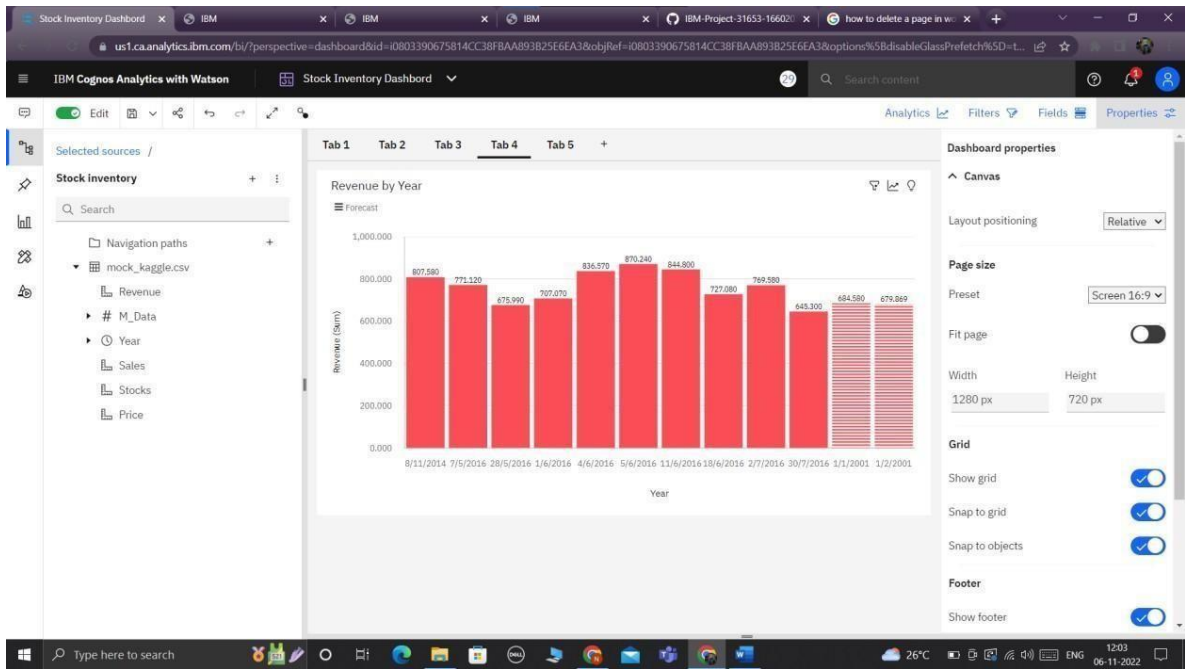 Stock Inventory Dashbord
IBM
IBM
IBM
IBM-Project-31653-16602
how to delete a page in wo
us1.ca.analytics.ibm.com/bi/?perspective=dashboard&id=i0803390675814CC38FBAA893B25E6EA3&objRef=i0803390675814CC38FBAA893B25E6EA3&options%5BdisableGlassPrefetch%5D=t...
IBM Cognos Analytics with Watson
Stock Inventory Dashbord
29
Search content
1
Edit
Analytics
Filters
Fields
Properties
Selected sources /
Stock inventory
Search
Navigation paths
mock_kaggle.csv
Revenue
# M_Data
Year
Sales
Stocks
Price
Tab 1 Tab 2 Tab 3 Tab 4 Tab 5 +
Revenue by Year
Forecast
Revenue (Sum)
1,000.000
800.000
600.000
400.000
200.000
0.000
807.580 771.120 675.990 707.070 836.570 870.240 844.800 727.080 769.580 645.300 684.580 679.869
8/11/2014 7/5/2016 28/5/2016 1/6/2016 4/6/2016 5/6/2016 11/6/2016 18/6/2016 2/7/2016 30/7/2016 1/1/2001 1/2/2001
Year
Dashboard properties
Canvas
Layout positioning Relative
Page size
Preset Screen 16:9
Fit page
Width Height
1280 px 720 px
Grid
Show grid
Snap to grid
Snap to objects
Footer
Show footer
Type here to search
DELL
26°C
ENG
12:03
06-11-2022